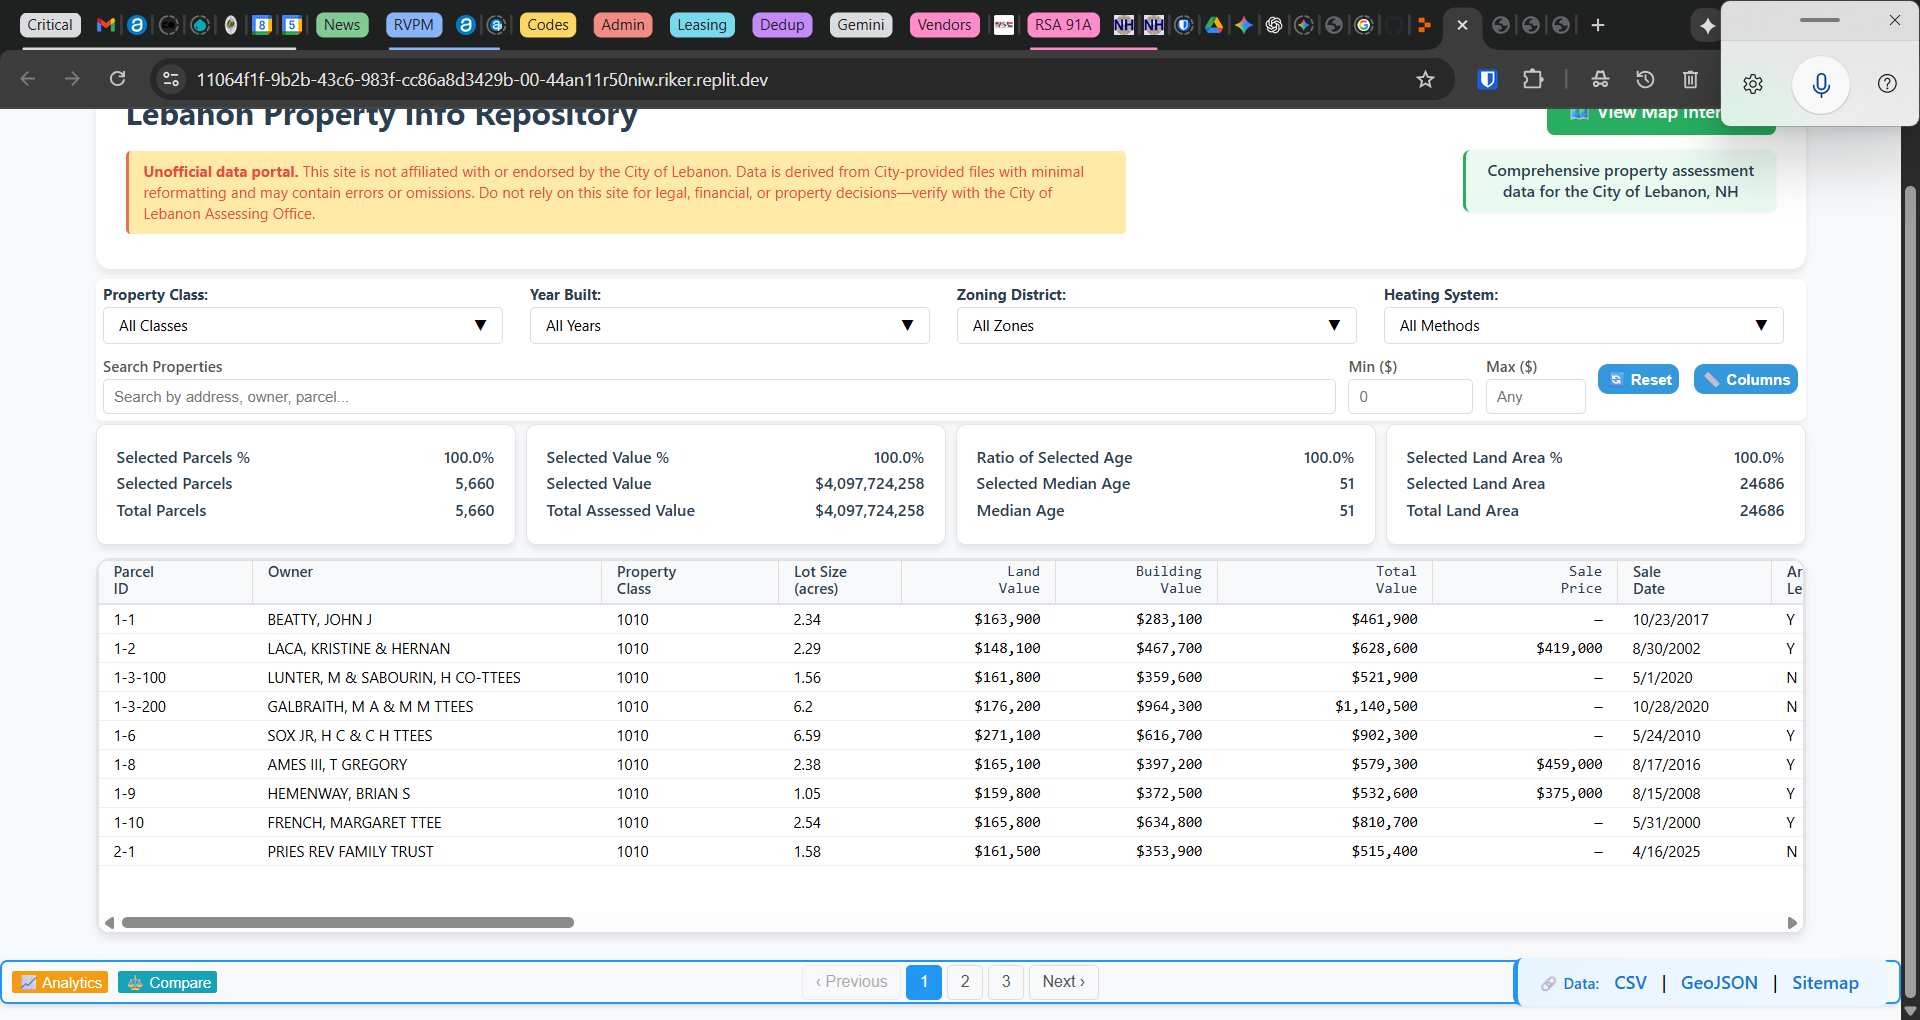 Critical
8
5
News
RVPM
Codes
Admin
Leasing
Dedup
Gemini
Vendors
RSA 91A
NH
NH
11064f1f-9b2b-43c6-983f-cc86a8d3429b-00-44an11r50niw.riker.replit.dev
Lebanon Property Info Repository
View Map Inter
Unofficial data portal. This site is not affiliated with or endorsed by the City of Lebanon. Data is derived from City-provided files with minimal
reformatting and may contain errors or omissions. Do not rely on this site for legal, financial, or property decisions—verify with the City of
Lebanon Assessing Office.
Comprehensive property assessment
data for the City of Lebanon, NH
Property Class: Year Built: Zoning District: Heating System:
All Classes ▼ All Years ▼ All Zones ▼ All Methods ▼
Search Properties Min ($) Max ($)
Search by address, owner, parcel... 0 Any Reset Columns
Selected Parcels % 100.0% Selected Value % 100.0% Ratio of Selected Age 100.0% Selected Land Area % 100.0%
Selected Parcels 5,660 Selected Value $4,097,724,258 Selected Median Age 51 Selected Land Area 24686
Total Parcels 5,660 Total Assessed Value $4,097,724,258 Median Age 51 Total Land Area 24686
Parcel Owner Property Lot Size Land Building Total Sale Sale Ar
ID Class (acres) Value Value Value Price Date Le
1-1 BEATTY, JOHN J 1010 2.34 $163,900 $283,100 $461,900 — 10/23/2017 Y
1-2 LACA, KRISTINE & HERNAN 1010 2.29 $148,100 $467,700 $628,600 $419,000 8/30/2002 Y
1-3-100 LUNTER, M & SABOURIN, H CO-TTEES 1010 1.56 $161,800 $359,600 $521,900 — 5/1/2020 N
1-3-200 GALBRAITH, M A & M M TTEES 1010 6.2 $176,200 $964,300 $1,140,500 — 10/28/2020 N
1-6 SOX JR, H C & C H TTEES 1010 6.59 $271,100 $616,700 $902,300 — 5/24/2010 Y
1-8 AMES III, T GREGORY 1010 2.38 $165,100 $397,200 $579,300 $459,000 8/17/2016 Y
1-9 HEMENWAY, BRIAN S 1010 1.05 $159,800 $372,500 $532,600 $375,000 8/15/2008 Y
1-10 FRENCH, MARGARET TTEE 1010 2.54 $165,800 $634,800 $810,700 — 5/31/2000 Y
2-1 PRIES REV FAMILY TRUST 1010 1.58 $161,500 $353,900 $515,400 — 4/16/2025 N
Analytics Compare ‹ Previous 1 2 3 Next › Data: CSV | GeoJSON | Sitemap